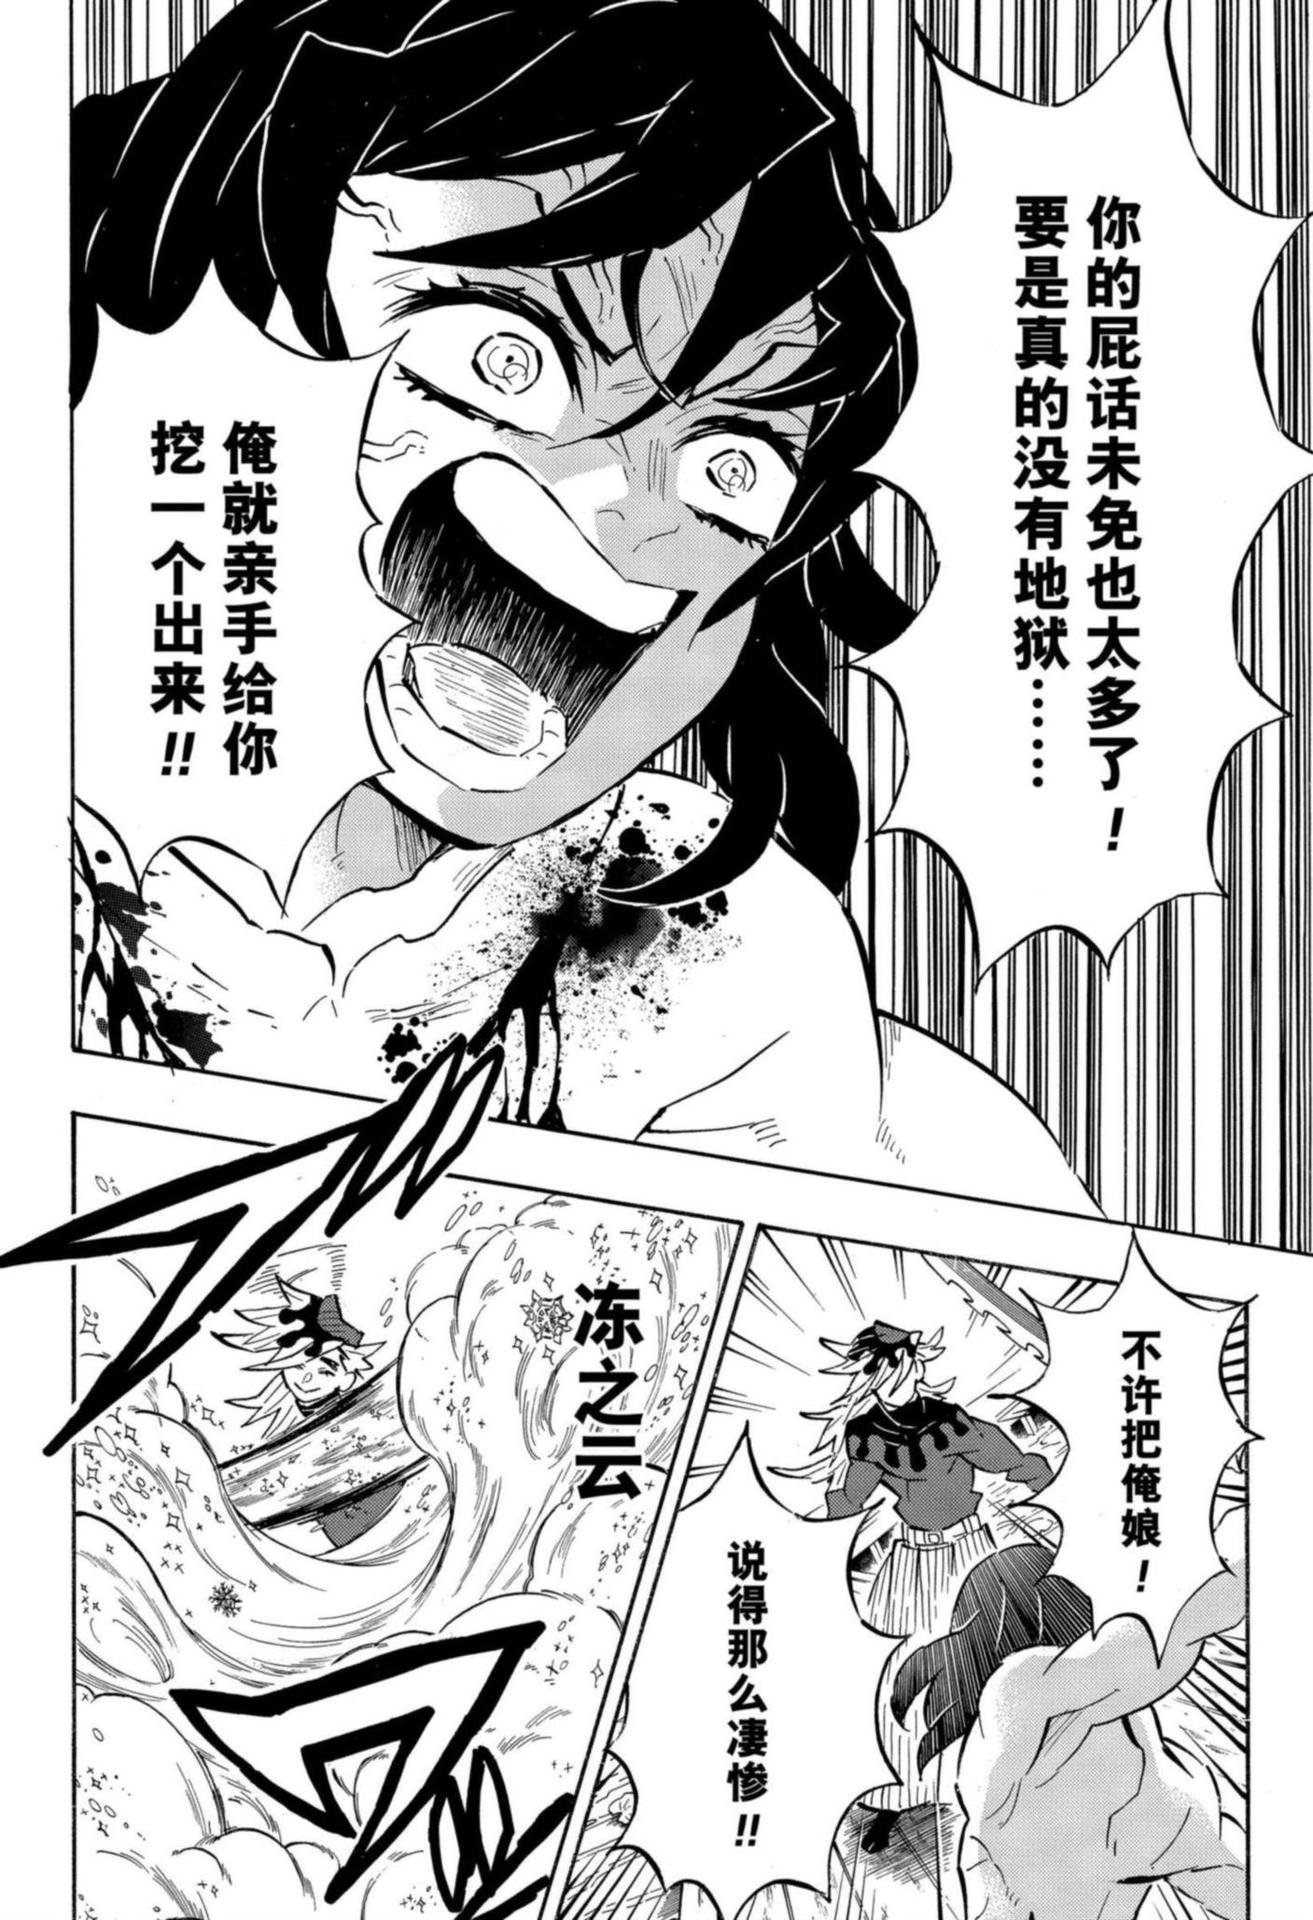 你的屁话未免也太多了！
要是真的没有地狱……
俺就亲手给你
挖一个出来!!
不许把俺娘！
说得那么凄惨!!
冻之云